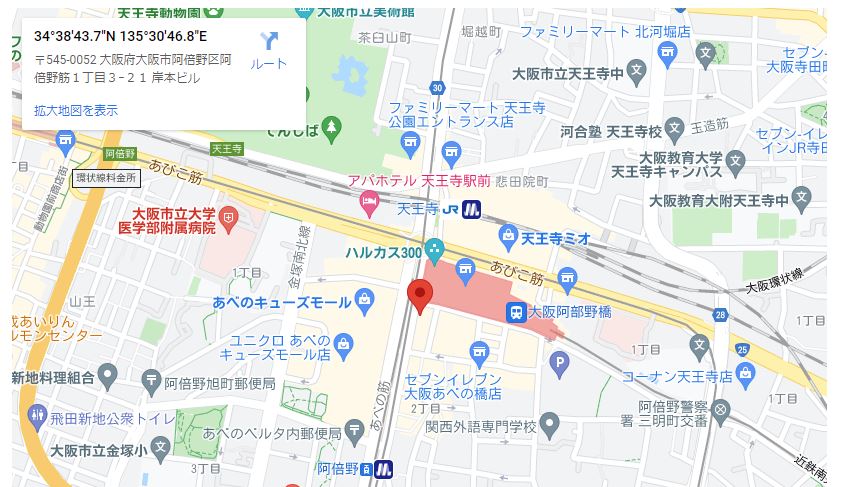 34°38'43.7"N 135°30'46.8"E
〒545-0052 大阪府大阪市阿倍野区阿
倍野筋１丁目３−２１ 岸本ビル
ルート
拡大地図を表示
天王寺動物園
大阪市立美術館
茶臼山町
堀越町
ファミリーマート 北河堀店
セブン-
大阪寺田町
大阪市立天王寺中
30
ファミリーマート 天王寺
公園エントランス店
てんしば
河合塾 天王寺校
玉造筋
セブン-イレ
インJR寺田
阿倍野
天王寺
あびこ筋
環状線料金所
動物園前商店街
大阪教育大学
天王寺キャンパス
アパホテル 天王寺駅前
悲田院町
大阪教育大附天王寺中
大阪市立大学
医学部附属病院
天王寺
JR
天王寺ミオ
金塚南北線
ハルカス300
あびこ筋
大阪環状線
1丁目
山王
あべのキューズモール
大阪阿部野橋
28
1丁目
成あいりん
ルモンセンター
ユニクロ あべの
キューズモール店
1丁目
25
新地料理組合
阿倍野旭町郵便局
セブンイレブン
大阪あべの橋店
P
コーナン天王寺店
あべの筋
2丁目
飛田新地公衆トイレ
あべのベルタ内郵便局
関西外語専門学校
阿倍野警察
署 三明町交番
大阪市立金塚小
3丁目
阿倍野
近鉄南大